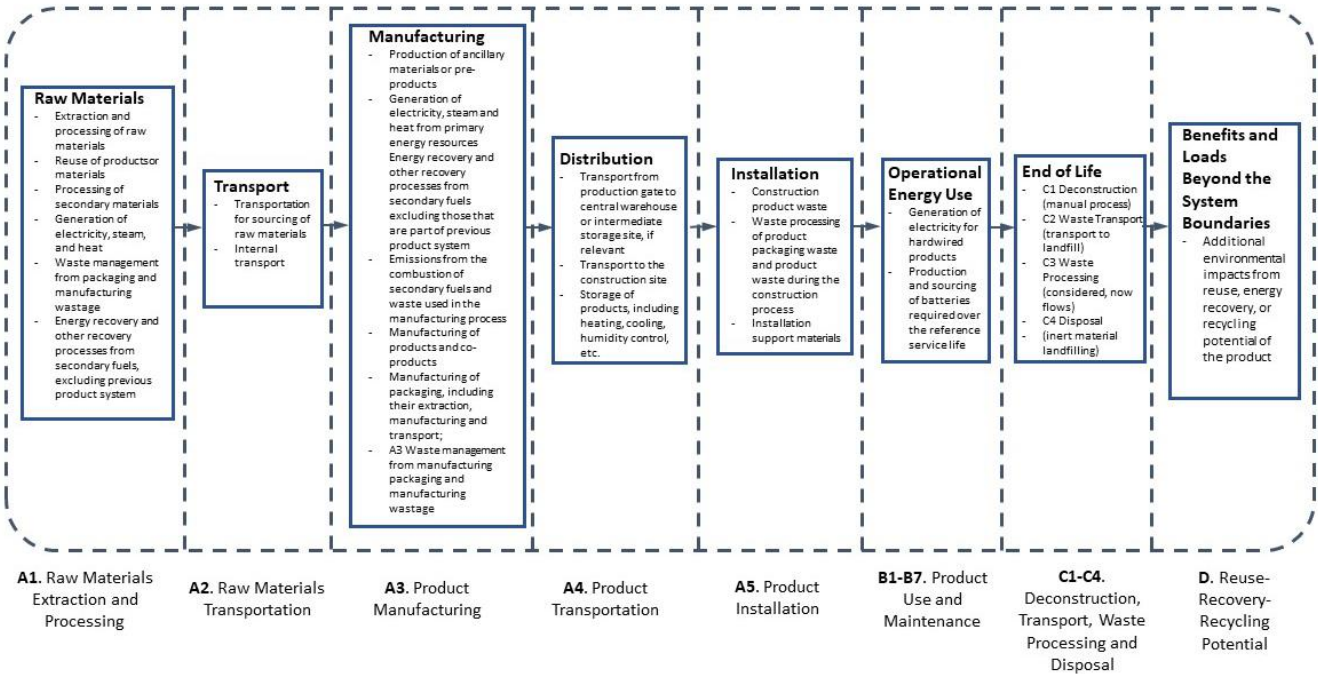 Raw Materials
- Extraction and
processing of raw
materials
- Reuse of productsor
materials
- Processing of
secondary materials
- Generation of
electricity, steam,
and heat
- Waste management
from packaging and
manufacturing
wastage
- Energy recovery and
other recovery
processes from
secondary fuels,
excluding previous
product system
Transport
- Transportation
for sourcing of
raw materials
- Internal
transport
Manufacturing
- Production of ancillary
materials or pre-
products
- Generation of
electricity, steam and
heat from primary
energy resources
Energy recovery and
other recovery
processes from
secondary fuels
excluding those that
are part of previous
product system
- Emissions from the
combustion of
secondary fuels and
waste used in the
manufacturing process
- Manufacturing of
products and co-
products
- Manufacturing of
packaging, including
their extraction,
manufacturing and
transport;
- A3 Waste management
from manufacturing
packaging and
manufacturing
wastage
Distribution
- Transport from
production gate to
central warehouse
or intermediate
storage site, if
relevant
- Transport to the
construction site
- Storage of
products, including
heating, cooling,
humidity control,
etc.
Installation
- Construction
product waste
- Waste processing
of product
packaging waste
and product
waste during the
construction
process
- Installation
support materials
Operational
Energy Use
- Generation of
electricity for
hardwired
products
- Production
and sourcing
of batteries
required over
the reference
service life
End of Life
- C1 Deconstruction
(manual process)
- C2 Waste Transport
(transport to
landfill)
- C3 Waste
Processing
(considered, now
flows)
- C4 Disposal
- (inert material
landfilling)
Benefits and
Loads
Beyond the
System
Boundaries
- Additional
environmental
impacts from
reuse, energy
recovery, or
recycling
potential of
the product
A1. Raw Materials
Extraction and
Processing
A2. Raw Materials
Transportation
A3. Product
Manufacturing
A4. Product
Transportation
A5. Product
Installation
B1-B7. Product
Use and
Maintenance
C1-C4.
Deconstruction,
Transport, Waste
Processing and
Disposal
D. Reuse-
Recovery-
Recycling
Potential